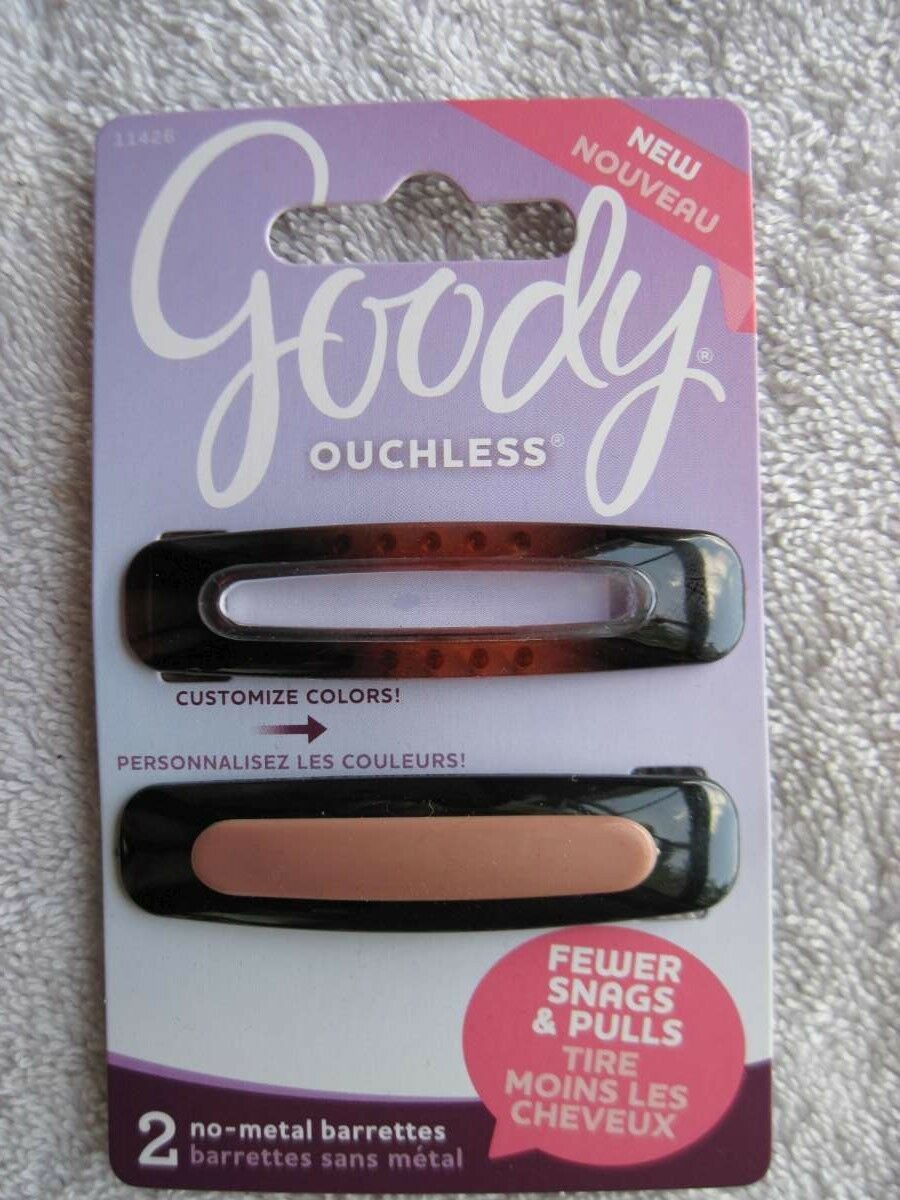 11426
NEW
NOUVEAU
goody®
OUCHLESS®
CUSTOMIZE COLORS!
PERSONNALISEZ LES COULEURS!
FEWER
SNAGS
& PULLS
TIRE
MOINS LES
CHEVEUX
2 no-metal barrettes
barrettes sans métal